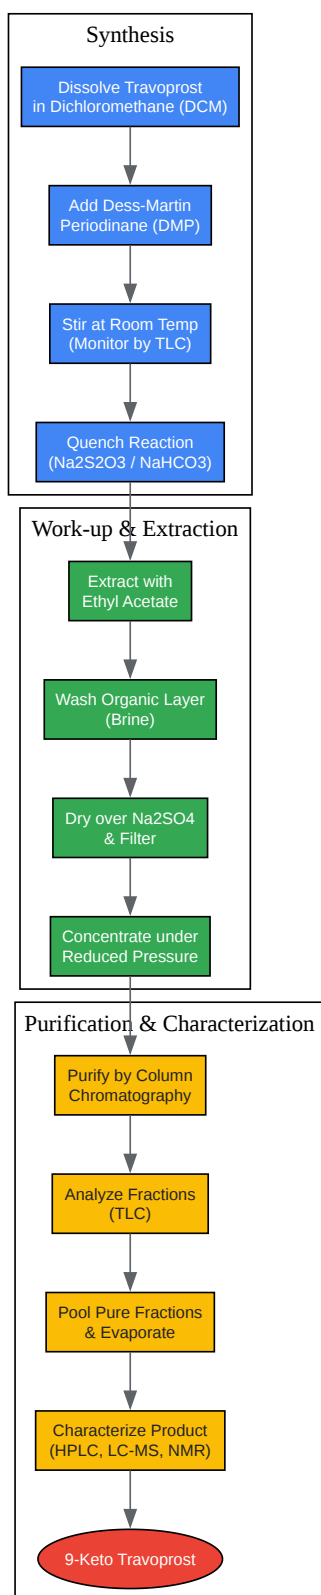 Synthesis
Dissolve Travoprost
in Dichloromethane (DCM)
Add Dess-Martin
Periodinane (DMP)
Stir at Room Temp
(Monitor by TLC)
Quench Reaction
(Na2S2O3 / NaHCO3)
Work-up & Extraction
Extract with
Ethyl Acetate
Wash Organic Layer
(Brine)
Dry over Na2SO4
& Filter
Concentrate under
Reduced Pressure
Purification & Characterization
Purify by Column
Chromatography
Analyze Fractions
(TLC)
Pool Pure Fractions
& Evaporate
Characterize Product
(HPLC, LC-MS, NMR)
9-Keto Travoprost